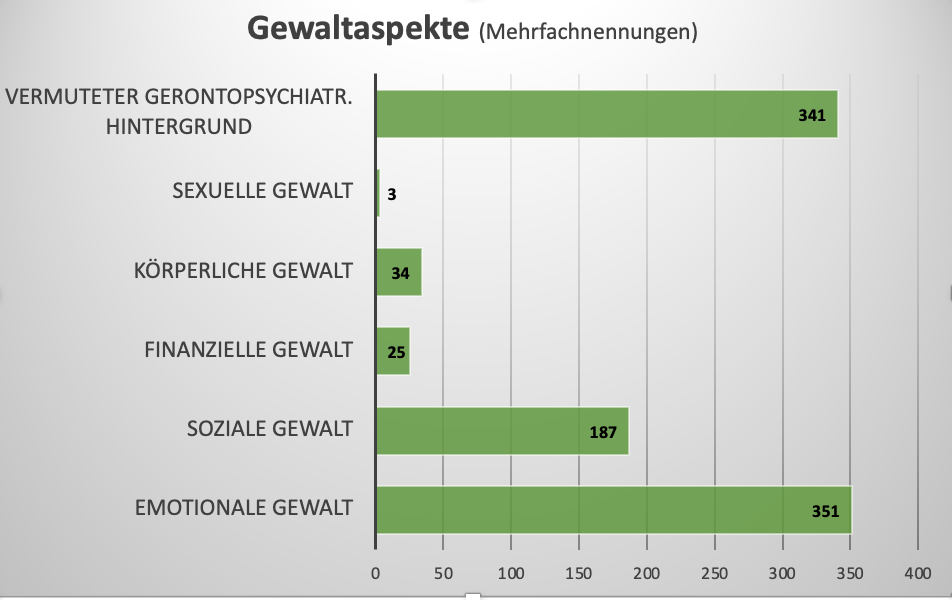 Gewaltaspekte (Mehrfachnennungen)
VERMUTETER GERONTOPSYCHIATR.
HINTERGRUND
341
SEXUELLE GEWALT
3
KÖRPERLICHE GEWALT
34
FINANZIELLE GEWALT
25
SOZIALE GEWALT
187
EMOTIONALE GEWALT
351
0 50 100 150 200 250 300 350 400